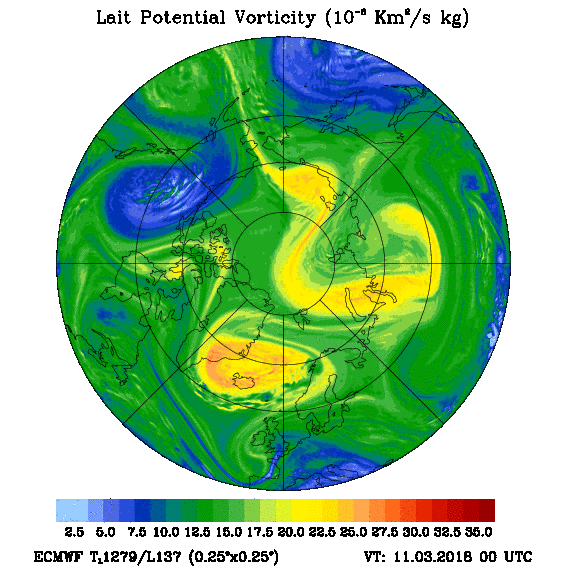 Lait Potential Vorticity (10⁻⁸ Km²/s kg)
2.5 5.0 7.5 10.0 12.5 15.0 17.5 20.0 22.5 25.0 27.5 30.0 32.5 35.0
ECMWF T_L1279/L137 (0.25°x0.25°) VT: 11.03.2018 00 UTC